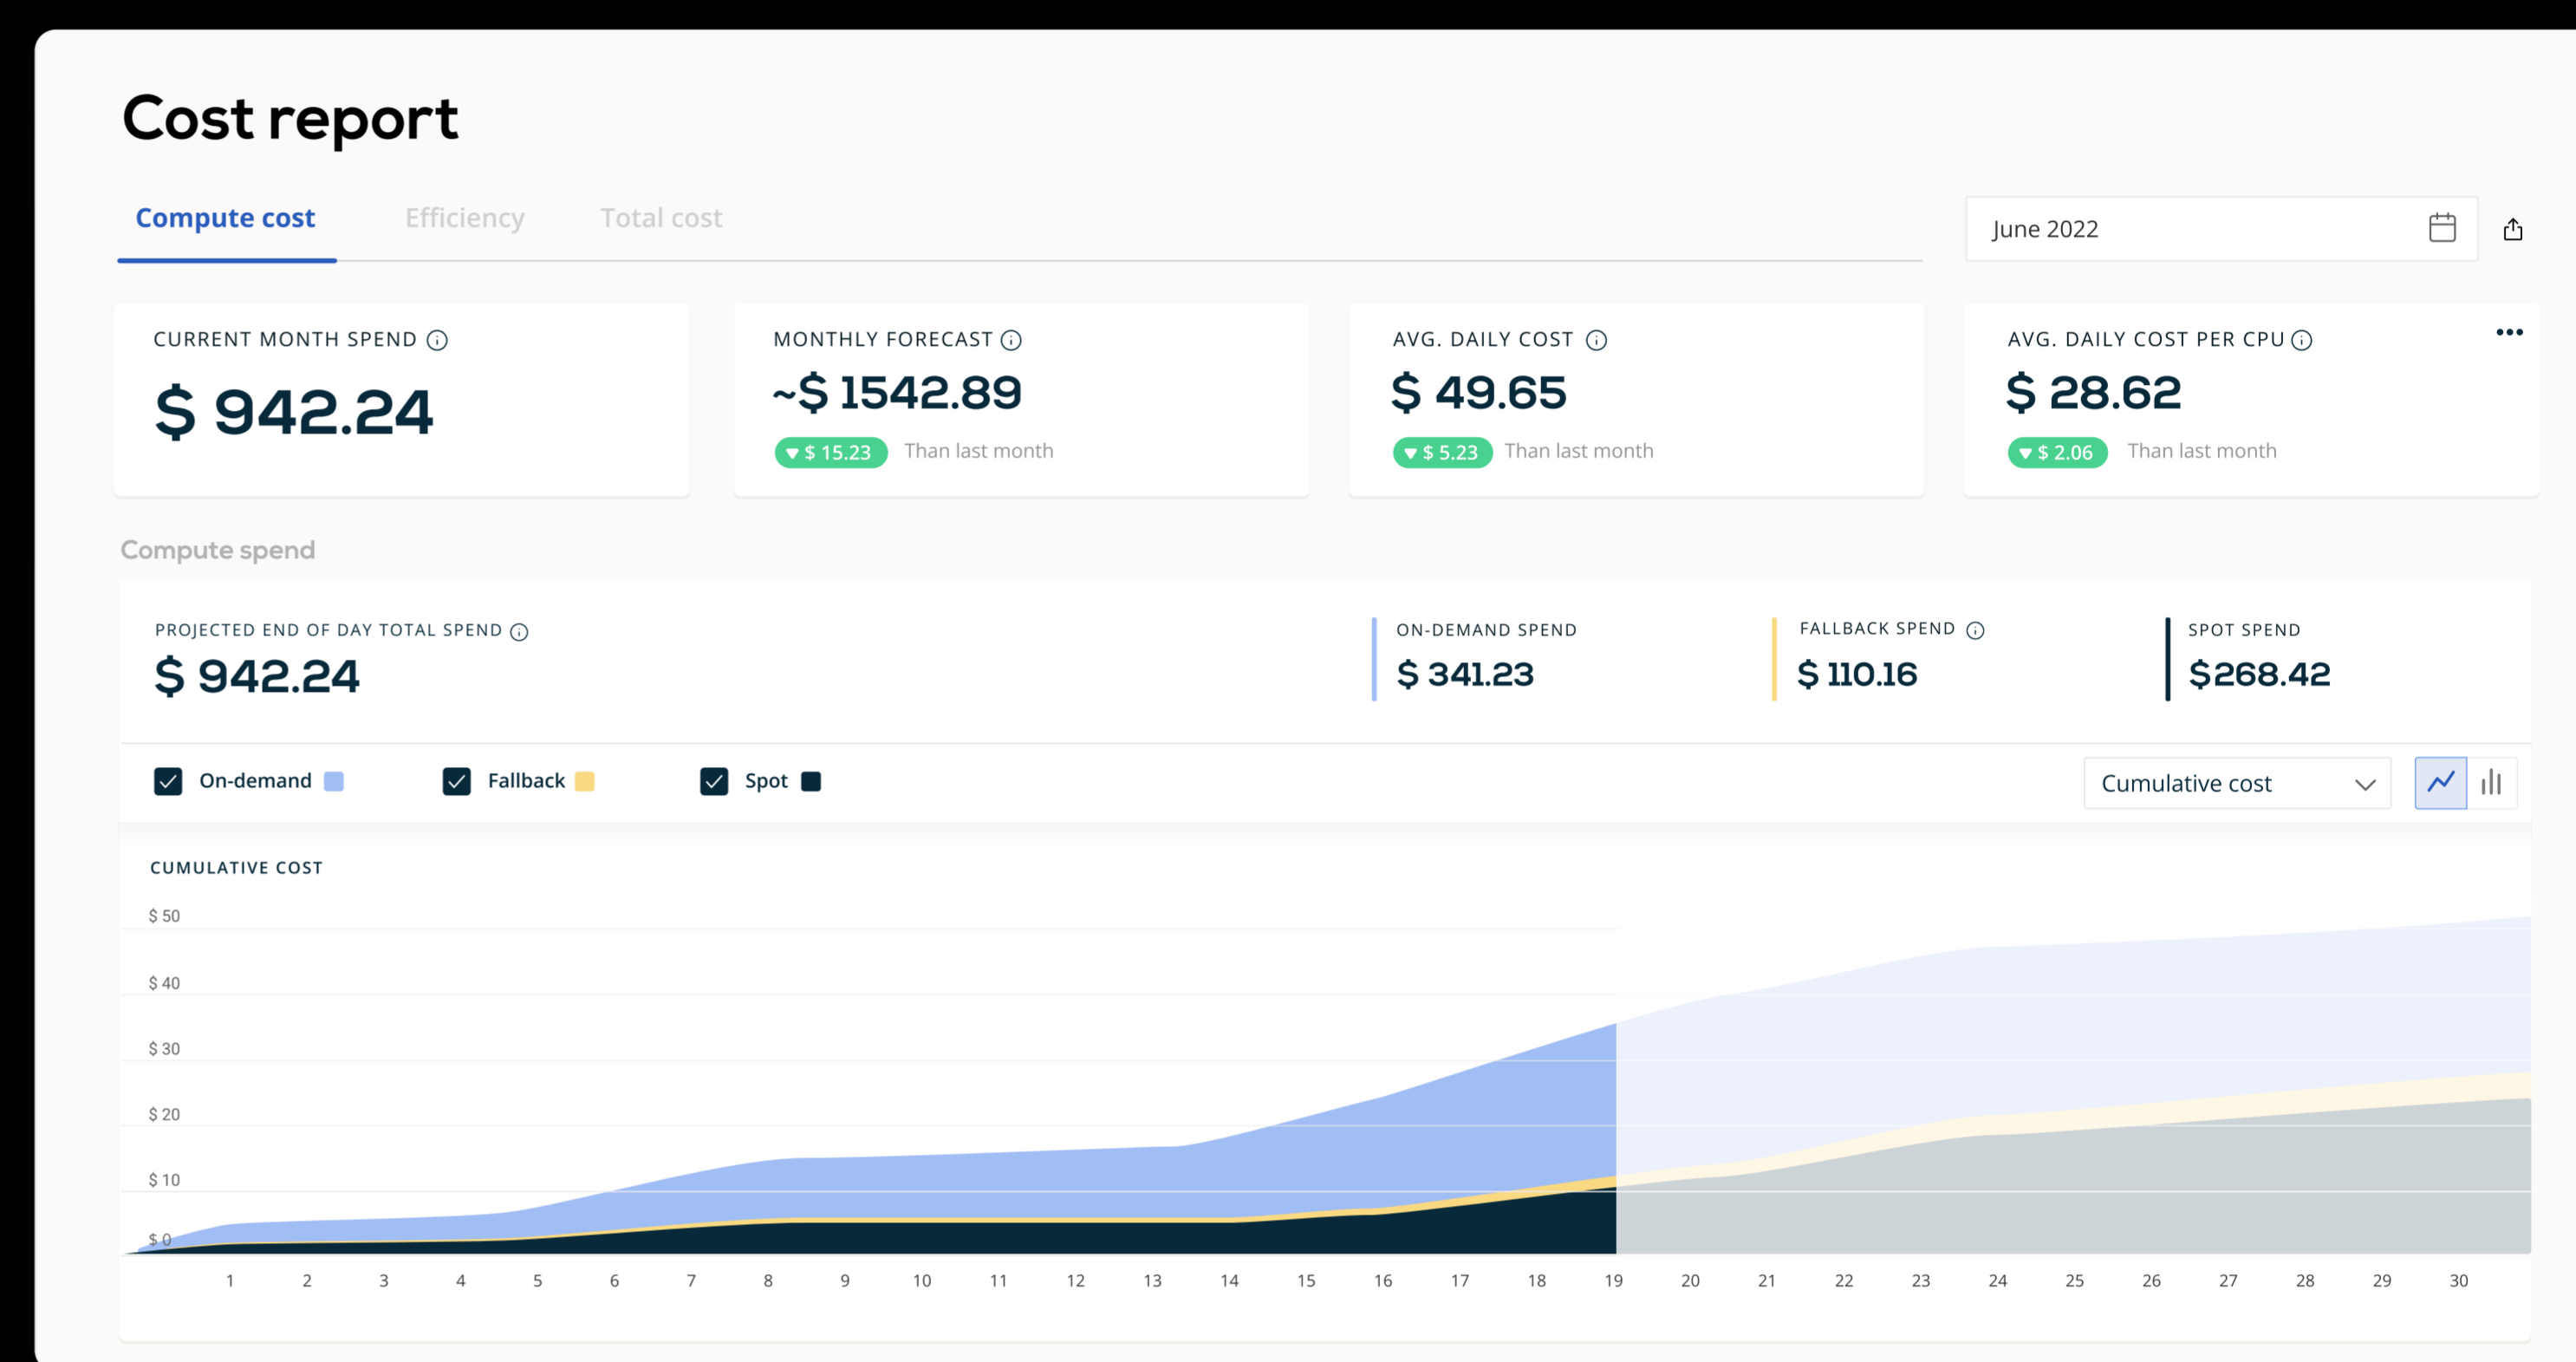 Cost report
Compute cost Efficiency Total cost
June 2022
CURRENT MONTH SPEND
$ 942.24
MONTHLY FORECAST
~$ 1542.89
$ 15.23 Than last month
AVG. DAILY COST
$ 49.65
$ 5.23 Than last month
AVG. DAILY COST PER CPU
$ 28.62
$ 2.06 Than last month
Compute spend
PROJECTED END OF DAY TOTAL SPEND
$ 942.24
ON-DEMAND SPEND
$ 341.23
FALLBACK SPEND
$ 110.16
SPOT SPEND
$268.42
On-demand Fallback Spot
Cumulative cost
CUMULATIVE COST
$ 50
$ 40
$ 30
$ 20
$ 10
$ 0
1 2 3 4 5 6 7 8 9 10 11 12 13 14 15 16 17 18 19 20 21 22 23 24 25 26 27 28 29 30